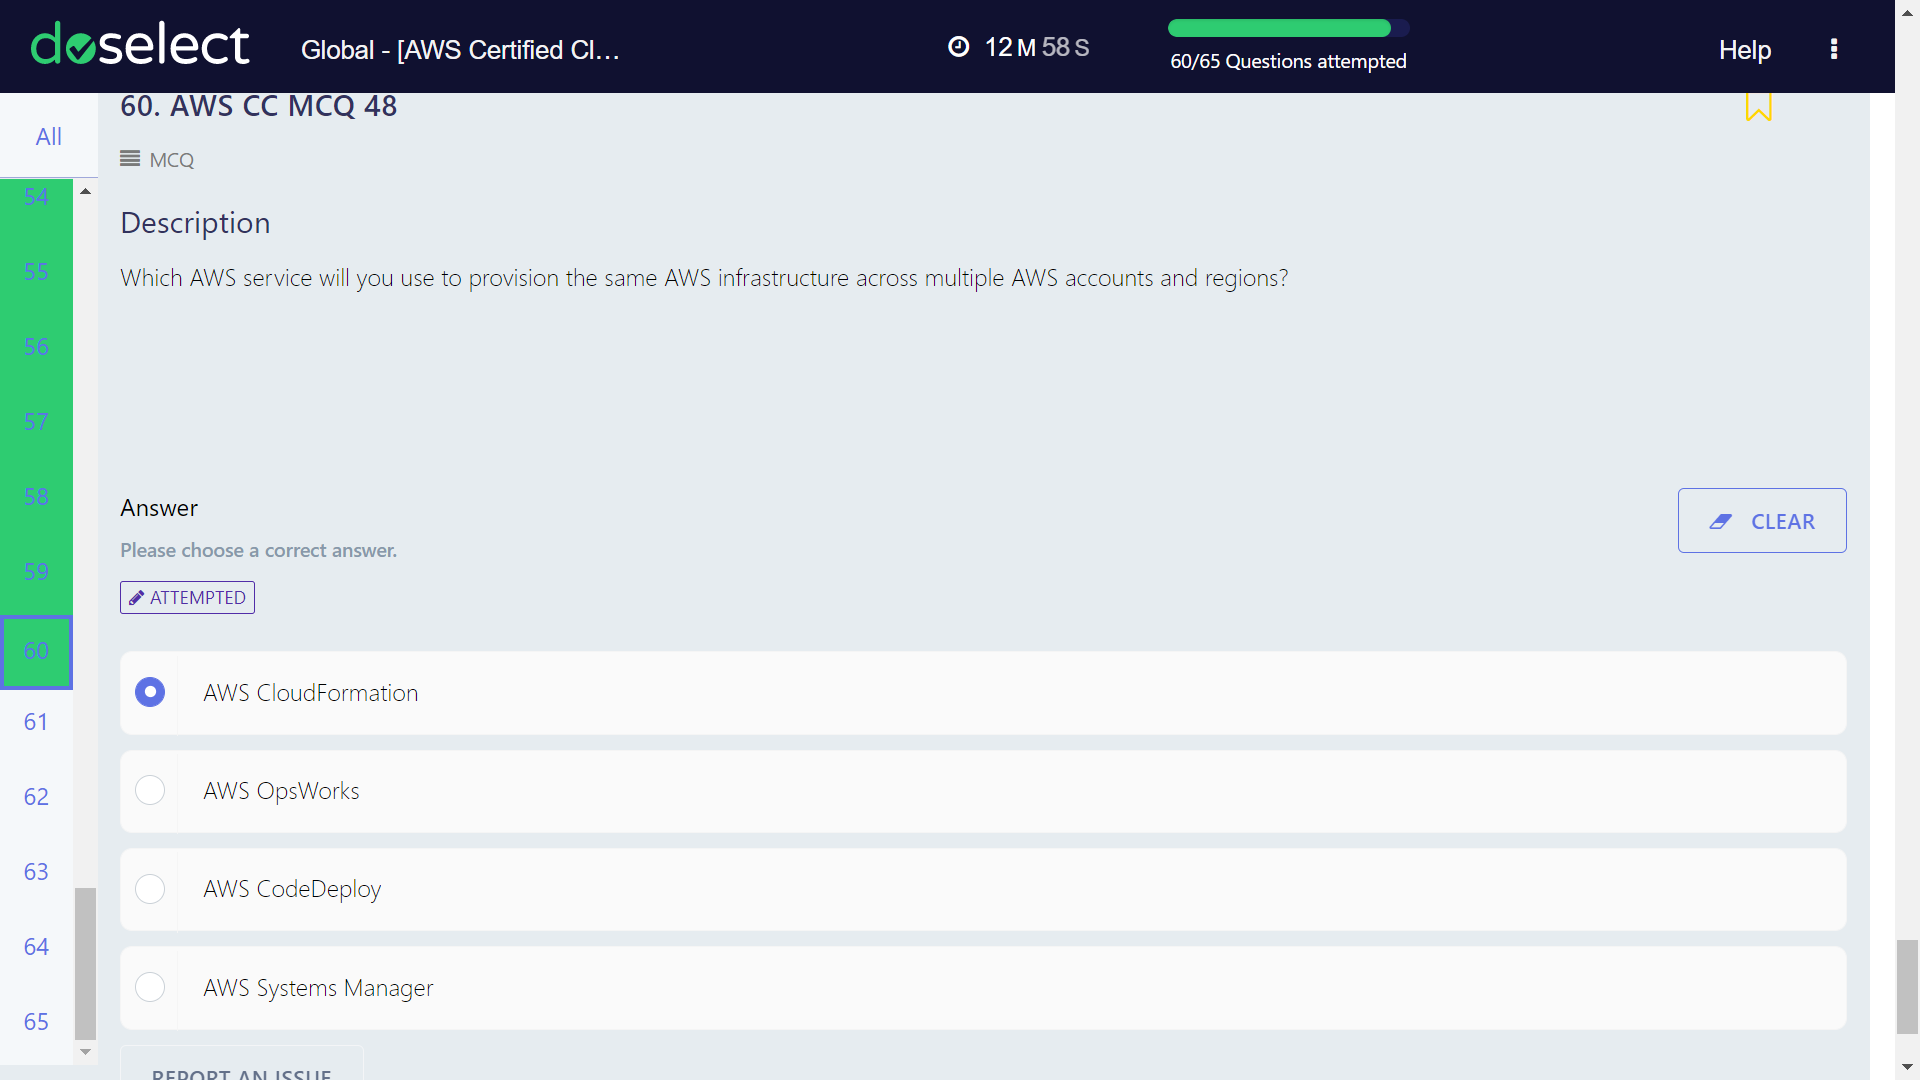 doselect
Global - [AWS Certified Cl...
12 M 58 S
60/65 Questions attempted
Help
All
54
55
56
57
58
59
60
61
62
63
64
65
60. AWS CC MCQ 48
MCQ
Description
Which AWS service will you use to provision the same AWS infrastructure across multiple AWS accounts and regions?
Answer
CLEAR
Please choose a correct answer.
ATTEMPTED
AWS CloudFormation
AWS OpsWorks
AWS CodeDeploy
AWS Systems Manager
REPORT AN ISSUE